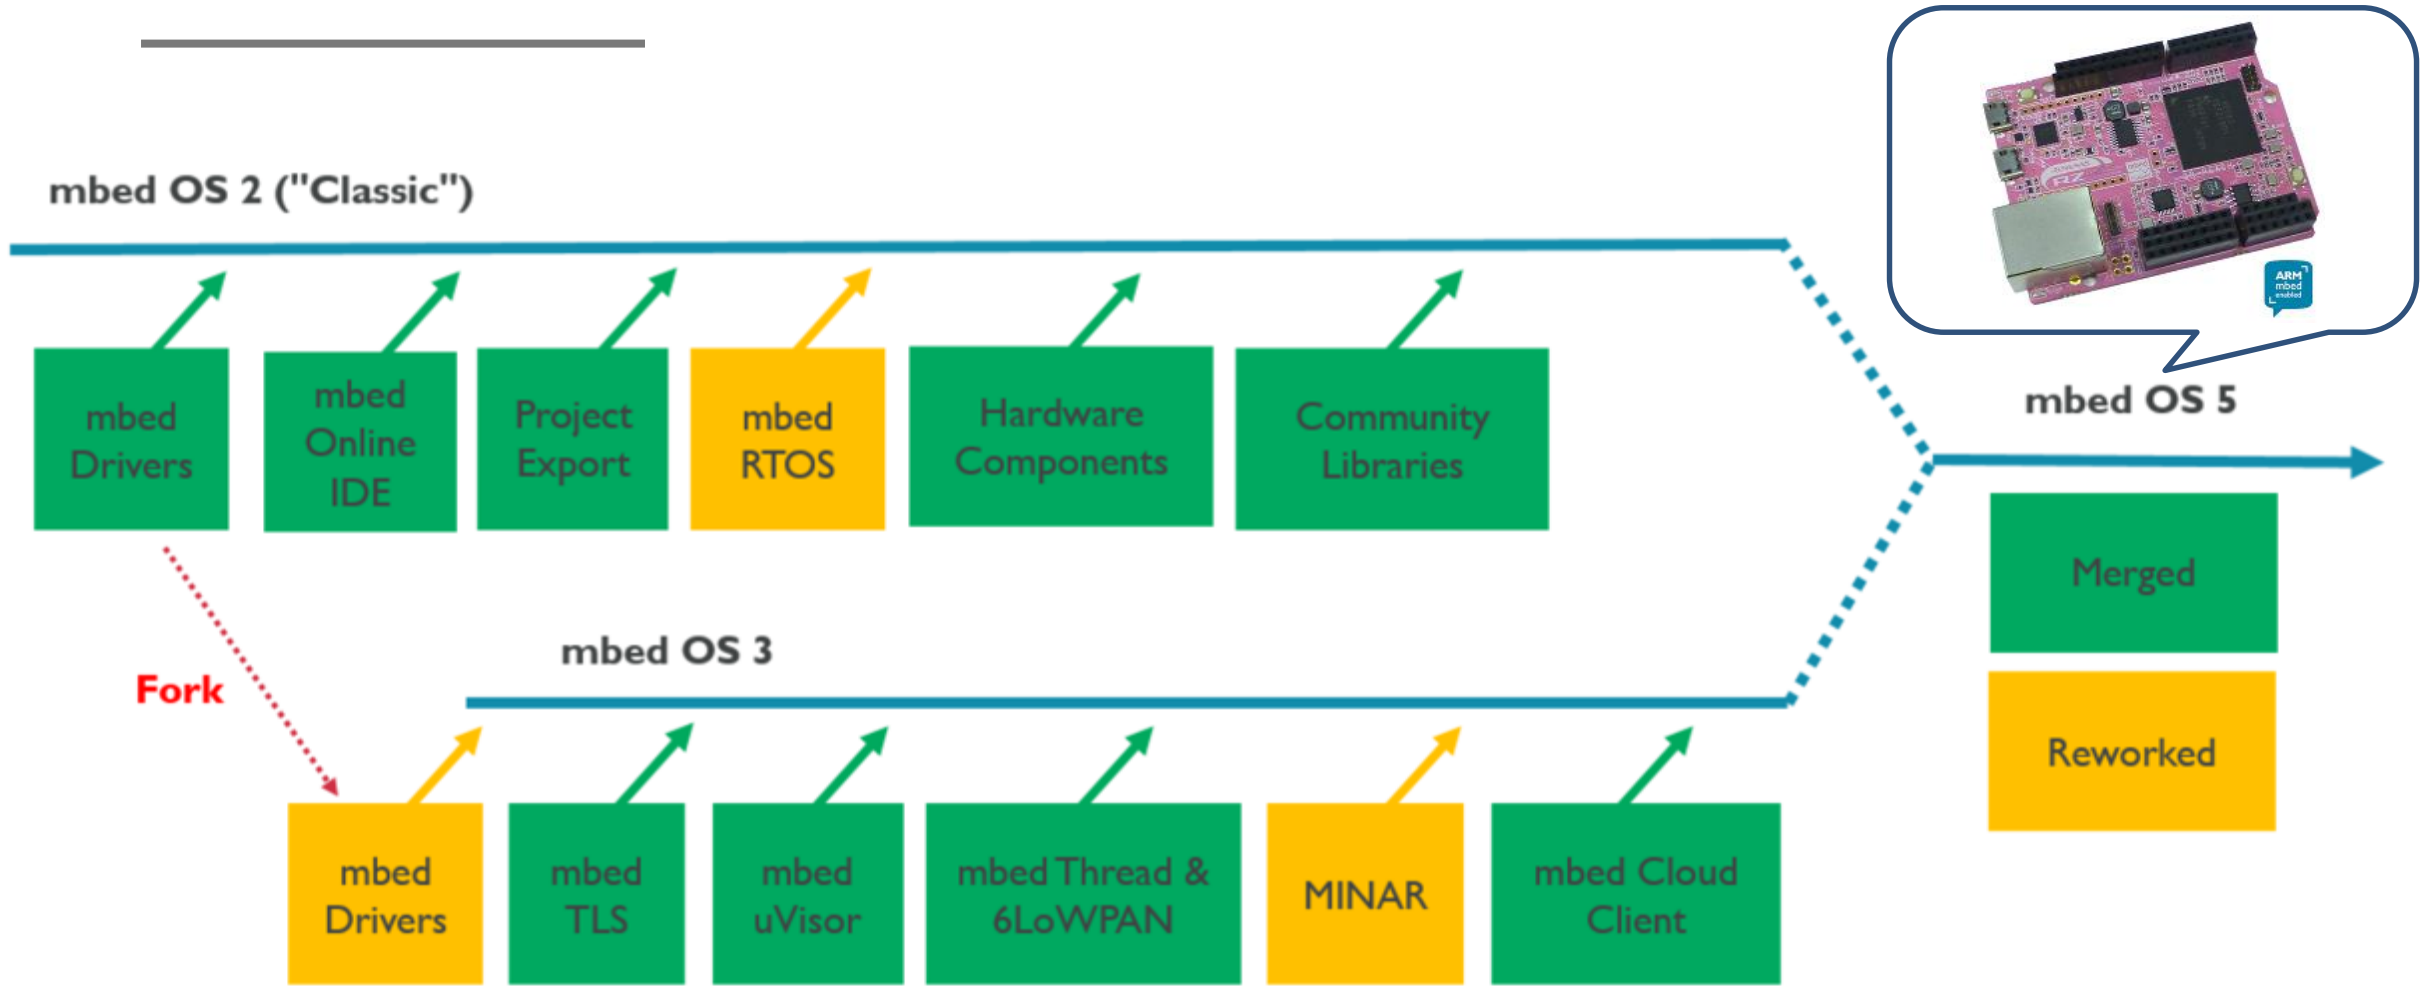 mbed OS 2 ("Classic")
mbed
Drivers
mbed
Online
IDE
Project
Export
mbed
RTOS
Hardware
Components
Community
Libraries
RZ
ARM
mbed
enabled
mbed OS 5
Merged
Reworked
Fork
mbed OS 3
mbed
Drivers
mbed
TLS
mbed
uVisor
mbed Thread &
6LoWPAN
MINAR
mbed Cloud
Client